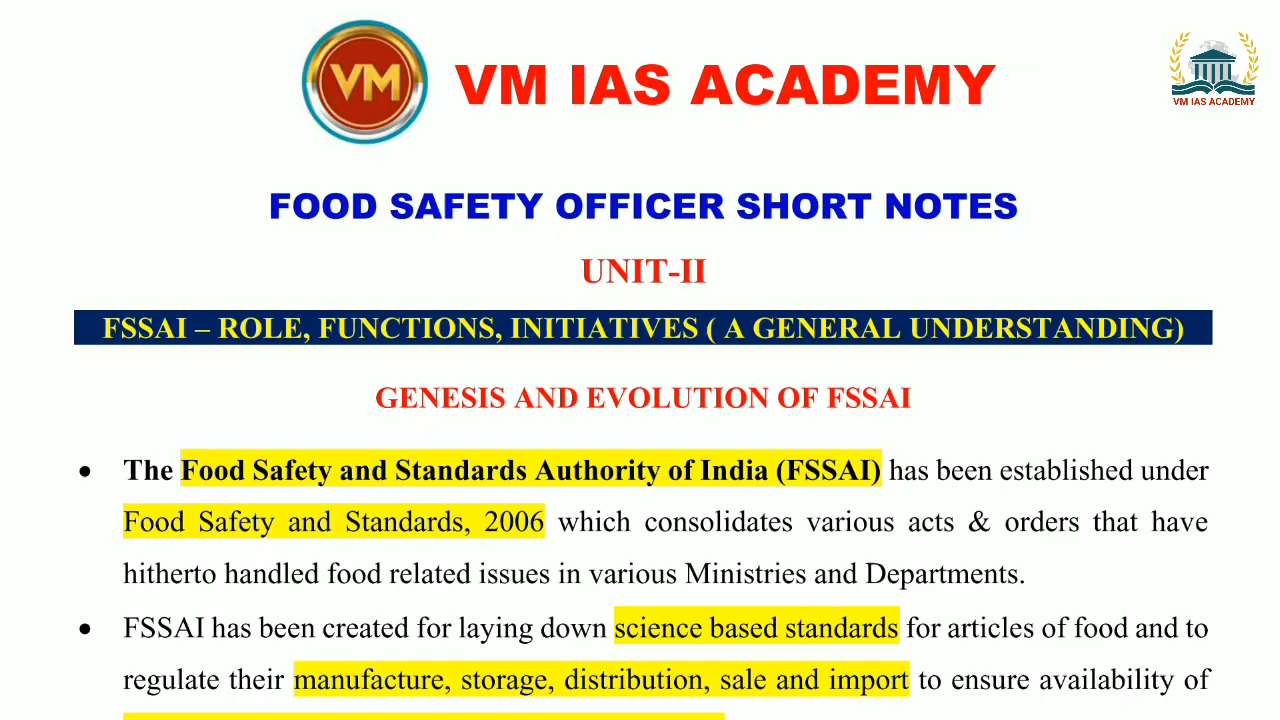 VM
VM IAS ACADEMY
VM IAS ACADEMY
FOOD SAFETY OFFICER SHORT NOTES
UNIT-II
FSSAI – ROLE, FUNCTIONS, INITIATIVES ( A GENERAL UNDERSTANDING)
GENESIS AND EVOLUTION OF FSSAI
• The Food Safety and Standards Authority of India (FSSAI) has been established under
Food Safety and Standards, 2006 which consolidates various acts & orders that have
hitherto handled food related issues in various Ministries and Departments.
• FSSAI has been created for laying down science based standards for articles of food and to
regulate their manufacture, storage, distribution, sale and import to ensure availability of